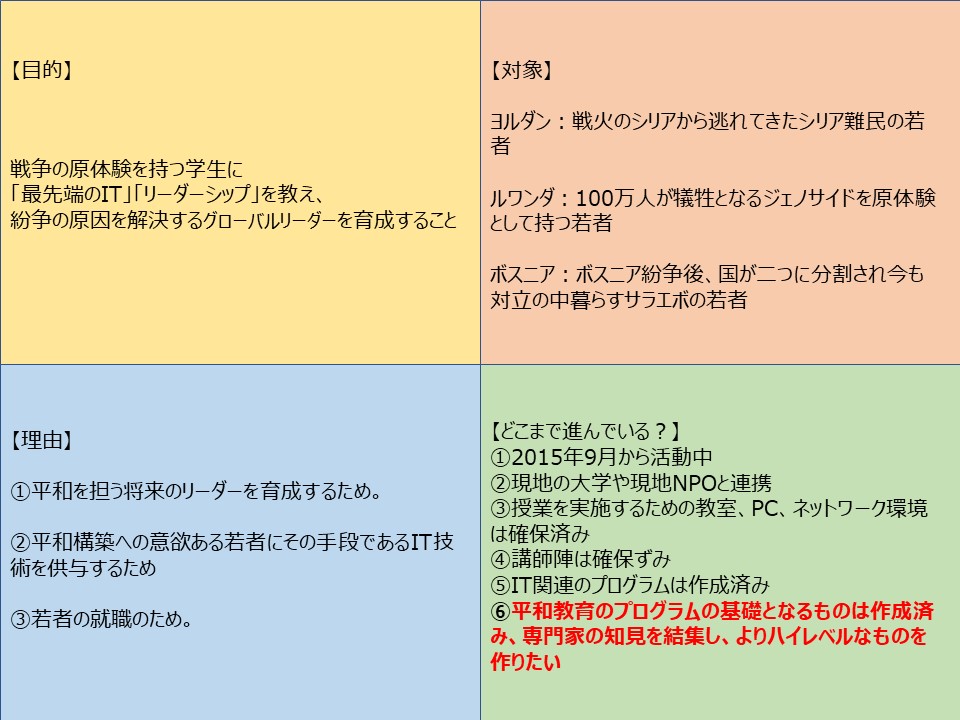 【目的】
戦争の原体験を持つ学生に
「最先端のIT」「リーダーシップ」を教え、
紛争の原因を解決するグローバルリーダーを育成すること
【対象】
ヨルダン：戦火のシリアから逃れてきたシリア難民の若
者
ルワンダ：100万人が犠牲となるジェノサイドを原体験
として持つ若者
ボスニア：ボスニア紛争後、国が二つに分割され今も
対立の中暮らすサラエボの若者
【理由】
①平和を担う将来のリーダーを育成するため。
②平和構築への意欲ある若者にその手段であるIT技
術を供与するため
③若者の就職のため。
【どこまで進んでいる？】
①2015年9月から活動中
②現地の大学や現地NPOと連携
③授業を実施するための教室、PC、ネットワーク環境
は確保済み
④講師陣は確保ずみ
⑤IT関連のプログラムは作成済み
⑥平和教育のプログラムの基礎となるものは作成済
み、専門家の知見を結集し、よりハイレベルなものを
作りたい